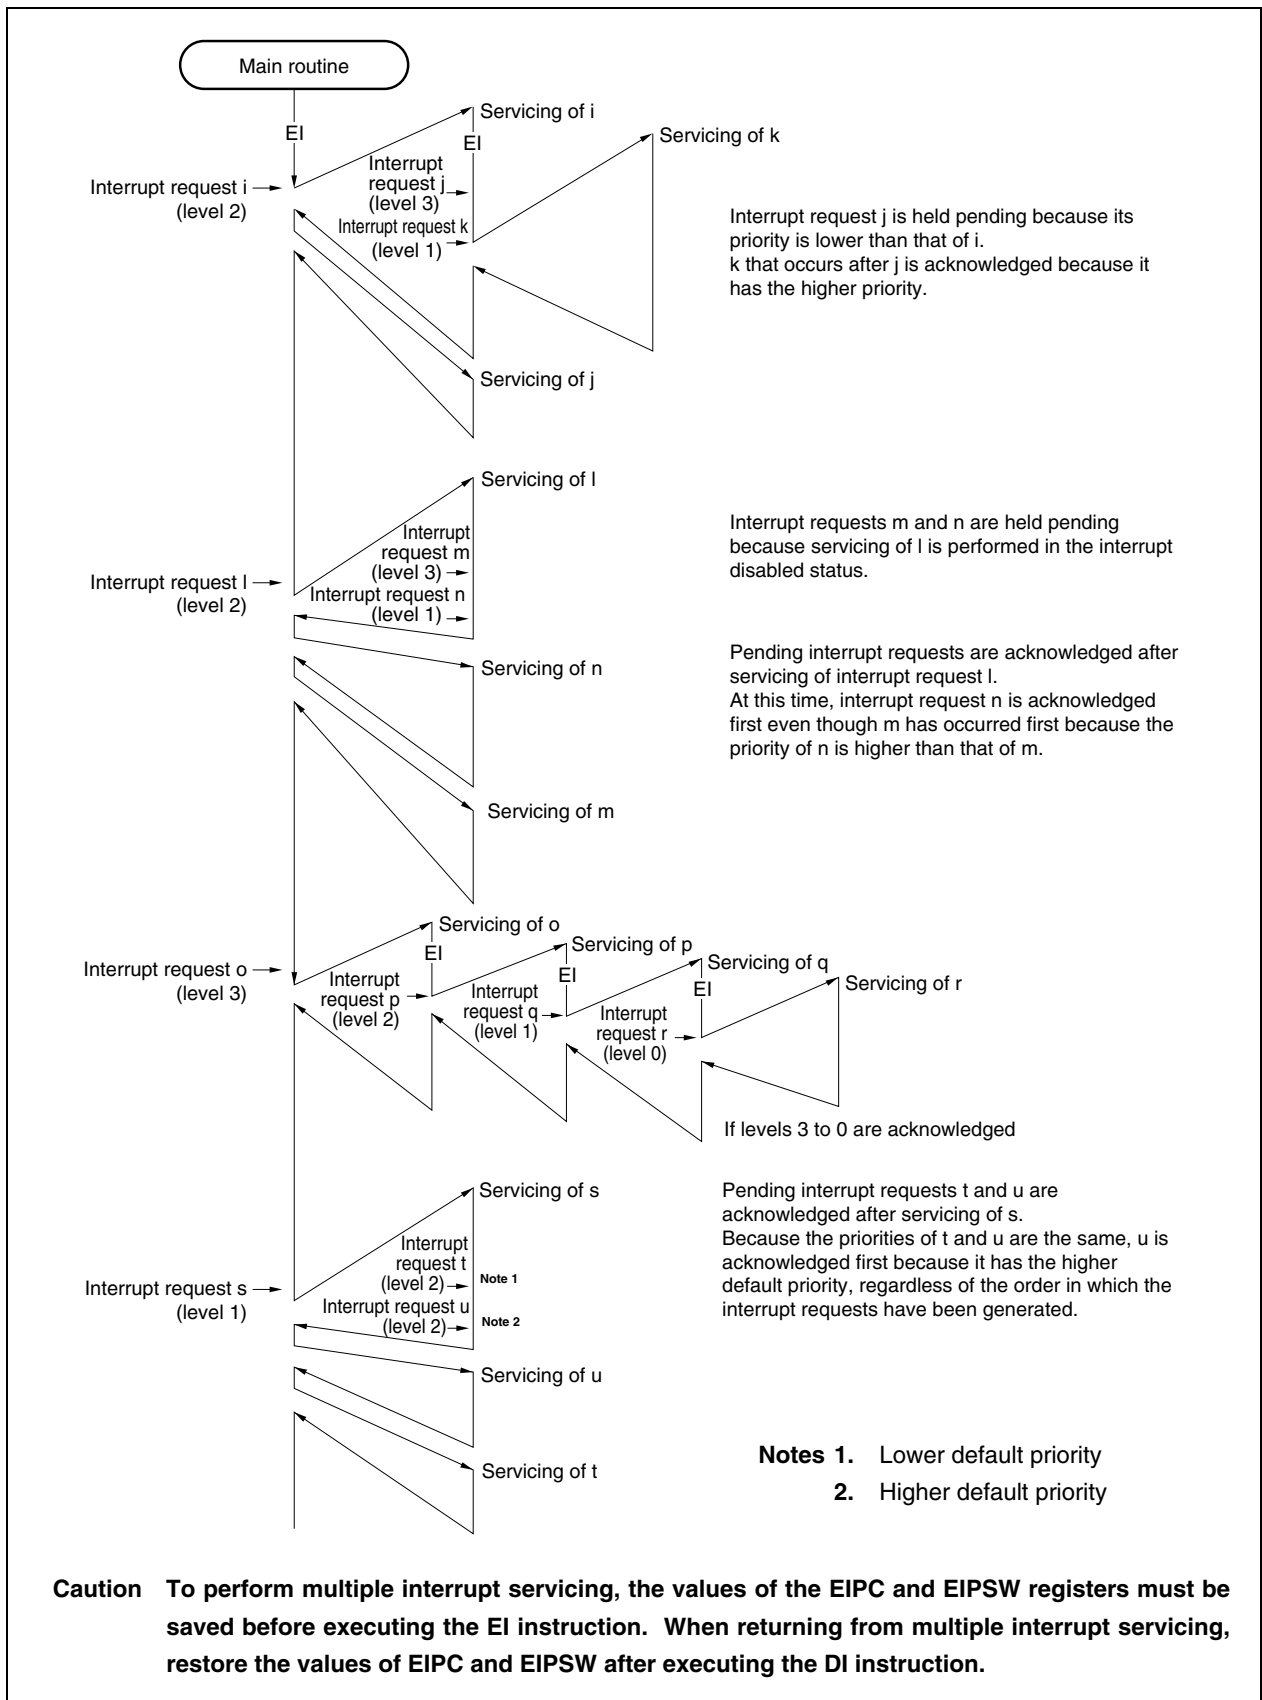 Main routine
EI
Servicing of i
EI
Servicing of k
Interrupt
request j
(level 3)
Interrupt request i
(level 2)
Interrupt request k
(level 1)
Interrupt request j is held pending because its
priority is lower than that of i.
k that occurs after j is acknowledged because it
has the higher priority.
Servicing of j
Servicing of l
Interrupt
request m
(level 3)
Interrupt request l
(level 2)
Interrupt request n
(level 1)
Interrupt requests m and n are held pending
because servicing of l is performed in the interrupt
disabled status.
Servicing of n
Pending interrupt requests are acknowledged after
servicing of interrupt request l.
At this time, interrupt request n is acknowledged
first even though m has occurred first because the
priority of n is higher than that of m.
Servicing of m
Servicing of o
EI
Servicing of p
EI
Servicing of q
EI
Servicing of r
Interrupt request o
(level 3)
Interrupt
request p
(level 2)
Interrupt
request q
(level 1)
Interrupt
request r
(level 0)
If levels 3 to 0 are acknowledged
Servicing of s
Interrupt
request t
(level 2)
Note 1
Interrupt request s
(level 1)
Interrupt request u
(level 2)
Note 2
Pending interrupt requests t and u are
acknowledged after servicing of s.
Because the priorities of t and u are the same, u is
acknowledged first because it has the higher
default priority, regardless of the order in which the
interrupt requests have been generated.
Servicing of u
Servicing of t
Notes 1. Lower default priority
2. Higher default priority
Caution To perform multiple interrupt servicing, the values of the EIPC and EIPSW registers must be
saved before executing the EI instruction. When returning from multiple interrupt servicing,
restore the values of EIPC and EIPSW after executing the DI instruction.